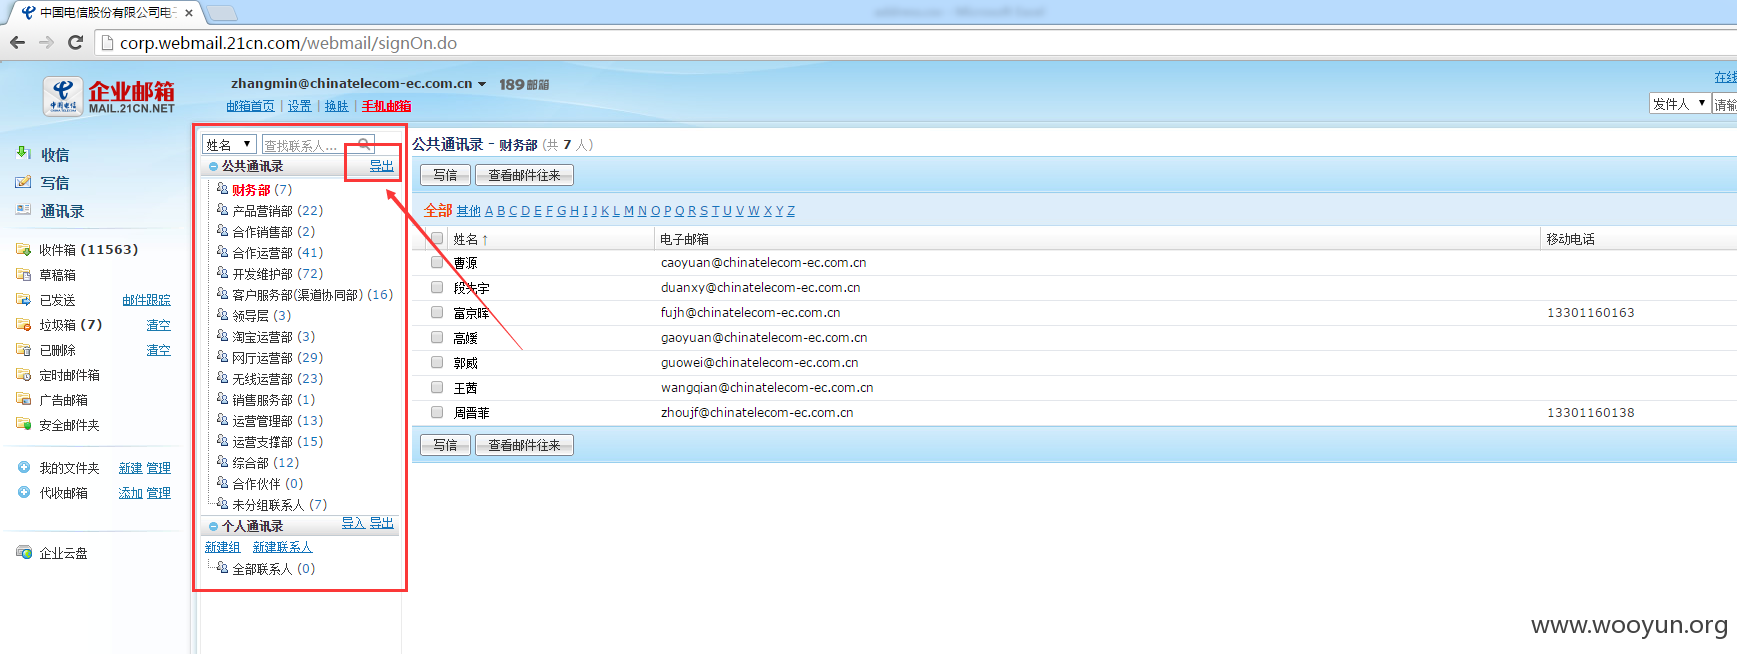 中国电信股份有限公司电子
corp.webmail.21cn.com/webmail/signOn.do
中国电信
企业邮箱
MAIL.21CN.NET
zhangmin@chinatelecom-ec.com.cn
189邮箱
邮箱首页 | 设置 | 换肤 | 手机邮箱
在线
发件人
请输
收信
写信
通讯录
收件箱 (11563)
草稿箱
已发送 邮件跟踪
垃圾箱 (7) 清空
已删除 清空
定时邮件箱
广告邮箱
安全邮件夹
我的文件夹 新建 管理
代收邮箱 添加 管理
企业云盘
姓名 查找联系人...
公共通讯录 导出
财务部 (7)
产品营销部 (22)
合作销售部 (2)
合作运营部 (41)
开发维护部 (72)
客户服务部(渠道协同部) (16)
领导层 (3)
淘宝运营部 (3)
网厅运营部 (29)
无线运营部 (23)
销售服务部 (1)
运营管理部 (13)
运营支撑部 (15)
综合部 (12)
合作伙伴 (0)
未分组联系人 (7)
个人通讯录 导入 导出
新建组 新建联系人
全部联系人 (0)
公共通讯录 - 财务部 (共 7 人)
写信 查看邮件往来
全部 其他 A B C D E F G H I J K L M N O P Q R S T U V W X Y Z
姓名↑ 电子邮箱 移动电话
曹源 caoyuan@chinatelecom-ec.com.cn
段先宇 duanxy@chinatelecom-ec.com.cn
富京晖 fujh@chinatelecom-ec.com.cn 13301160163
高媛 gaoyuan@chinatelecom-ec.com.cn
郭威 guowei@chinatelecom-ec.com.cn
王茜 wangqian@chinatelecom-ec.com.cn
周晋菲 zhoujf@chinatelecom-ec.com.cn 13301160138
写信 查看邮件往来
www.wooyun.org